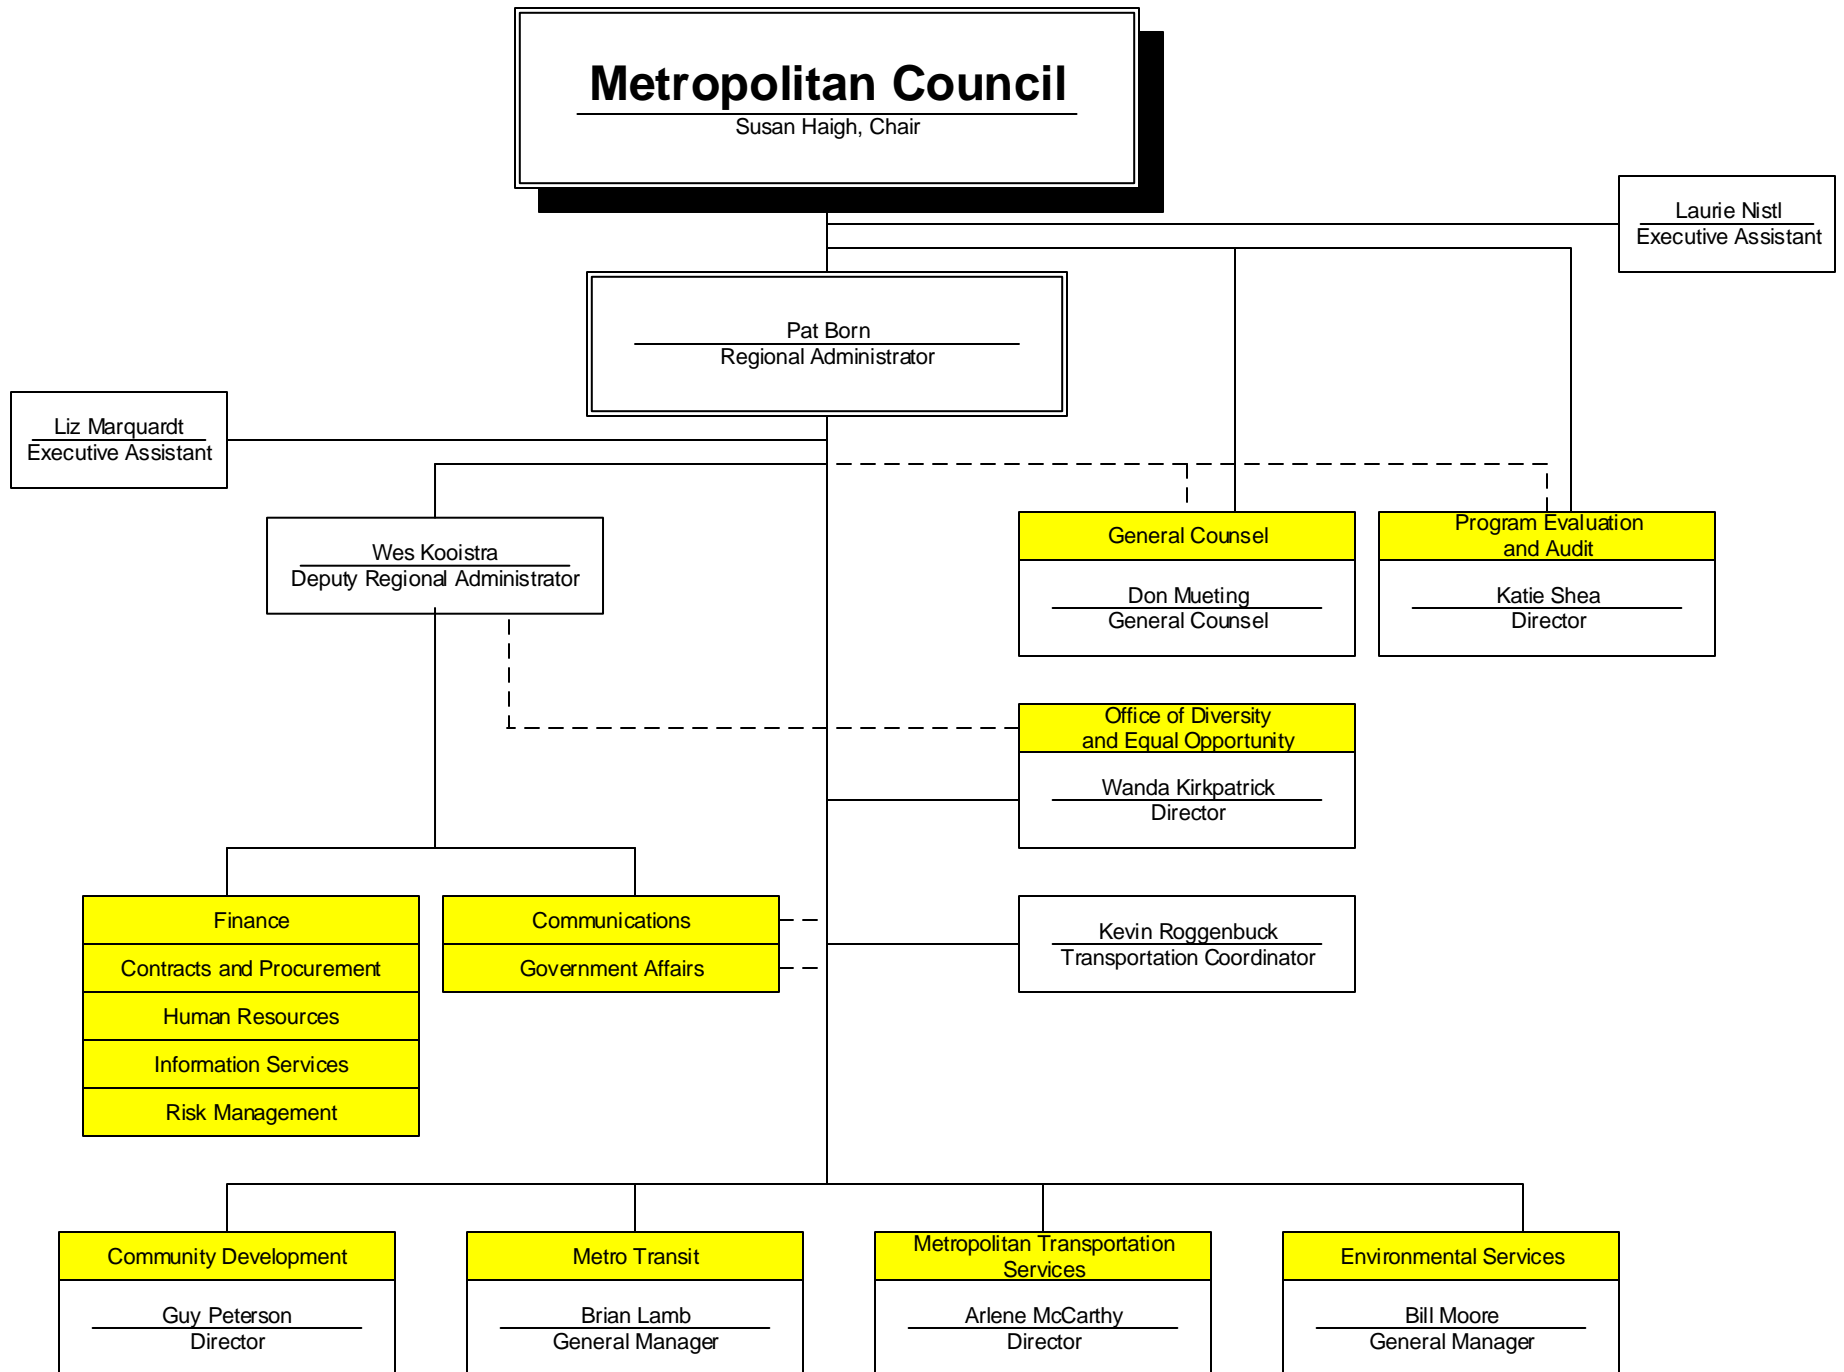 Metropolitan Council
Susan Haigh, Chair
Laurie Nistl
Executive Assistant
Pat Born
Regional Administrator
Liz Marquardt
Executive Assistant
Wes Kooistra
Deputy Regional Administrator
General Counsel
Don Mueting
General Counsel
Program Evaluation
and Audit
Katie Shea
Director
Office of Diversity
and Equal Opportunity
Wanda Kirkpatrick
Director
Finance
Contracts and Procurement
Human Resources
Information Services
Risk Management
Communications
Government Affairs
Kevin Roggenbuck
Transportation Coordinator
Community Development
Guy Peterson
Director
Metro Transit
Brian Lamb
General Manager
Metropolitan Transportation
Services
Arlene McCarthy
Director
Environmental Services
Bill Moore
General Manager